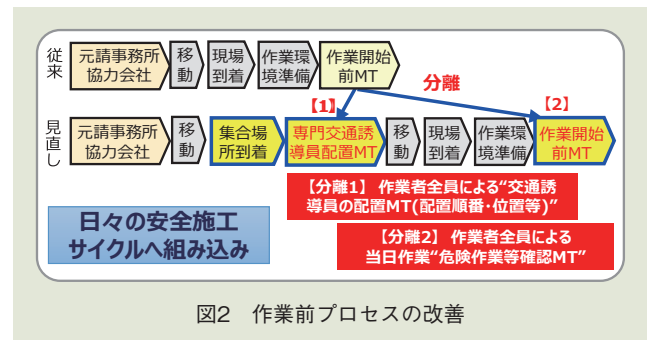 従来
元請事務所
協力会社
移動
現場
到着
作業環
境準備
作業開始
前MT
分離
【1】
【2】
見直し
元請事務所
協力会社
移動
集合場
所到着
専門交通誘
導員配置MT
移動
現場
到着
作業環
境準備
作業開始
前MT
【分離1】 作業者全員による“交通誘
導員の配置MT(配置順番・位置等)”
【分離2】 作業者全員による
当日作業“危険作業等確認MT”
日々の安全施工
サイクルへ組み込み
図2 作業前プロセスの改善